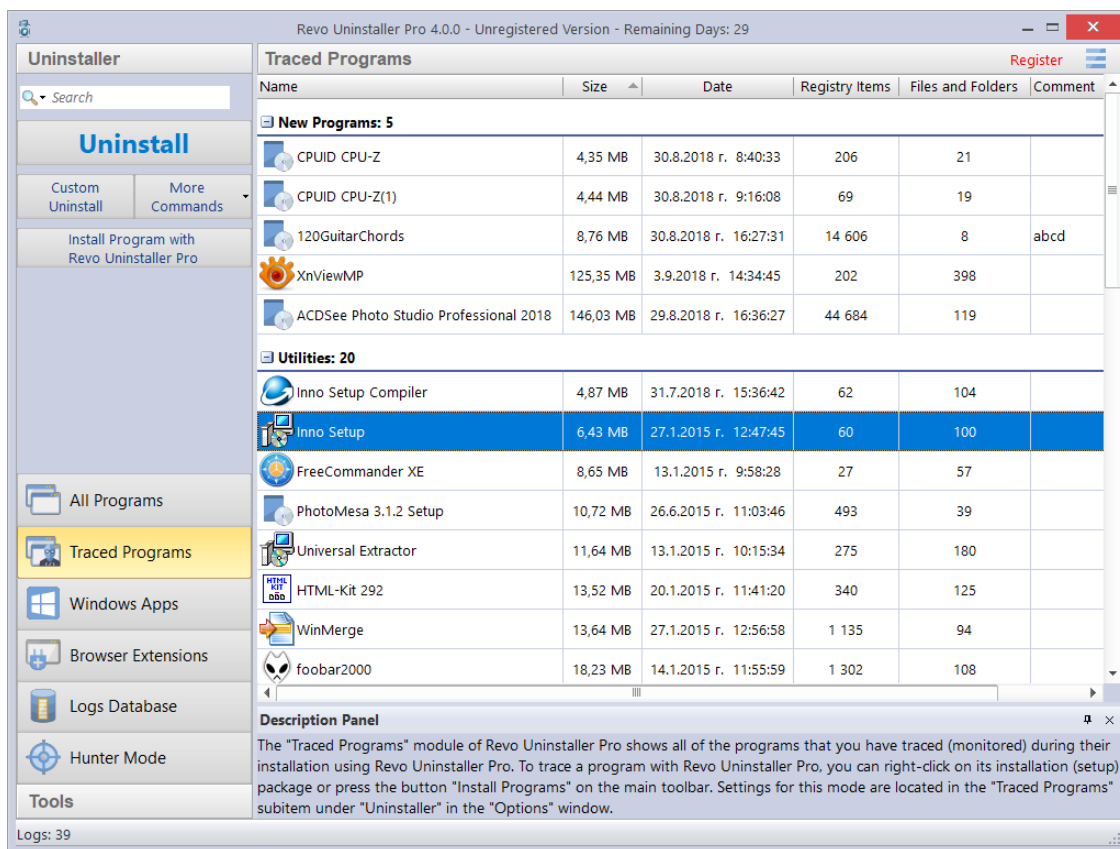 Revo Uninstaller Pro 4.0.0 - Unregistered Version - Remaining Days: 29
Uninstaller
Search
Uninstall
Custom Uninstall
More Commands
Install Program with
Revo Uninstaller Pro
All Programs
Traced Programs
Windows Apps
Browser Extensions
Logs Database
Hunter Mode
Tools
Traced Programs Register
Name Size Date Registry Items Files and Folders Comment
New Programs: 5
CPUID CPU-Z 4,35 MB 30.8.2018 г. 8:40:33 206 21
CPUID CPU-Z(1) 4,44 MB 30.8.2018 г. 9:16:08 69 19
120GuitarChords 8,76 MB 30.8.2018 г. 16:27:31 14 606 8 abcd
XnViewMP 125,35 MB 3.9.2018 г. 14:34:45 202 398
ACDSee Photo Studio Professional 2018 146,03 MB 29.8.2018 г. 16:36:27 44 684 119
Utilities: 20
Inno Setup Compiler 4,87 MB 31.7.2018 г. 15:36:42 62 104
Inno Setup 6,43 MB 27.1.2015 г. 12:47:45 60 100
FreeCommander XE 8,65 MB 13.1.2015 г. 9:58:28 27 57
PhotoMesa 3.1.2 Setup 10,72 MB 26.6.2015 г. 11:03:46 493 39
Universal Extractor 11,64 MB 13.1.2015 г. 10:15:34 275 180
HTML-Kit 292 13,52 MB 20.1.2015 г. 11:41:20 340 125
WinMerge 13,64 MB 27.1.2015 г. 12:56:58 1 135 94
foobar2000 18,23 MB 14.1.2015 г. 11:55:59 1 302 108
Description Panel
The "Traced Programs" module of Revo Uninstaller Pro shows all of the programs that you have traced (monitored) during their
installation using Revo Uninstaller Pro. To trace a program with Revo Uninstaller Pro, you can right-click on its installation (setup)
package or press the button "Install Programs" on the main toolbar. Settings for this mode are located in the "Traced Programs"
subitem under "Uninstaller" in the "Options" window.
Logs: 39